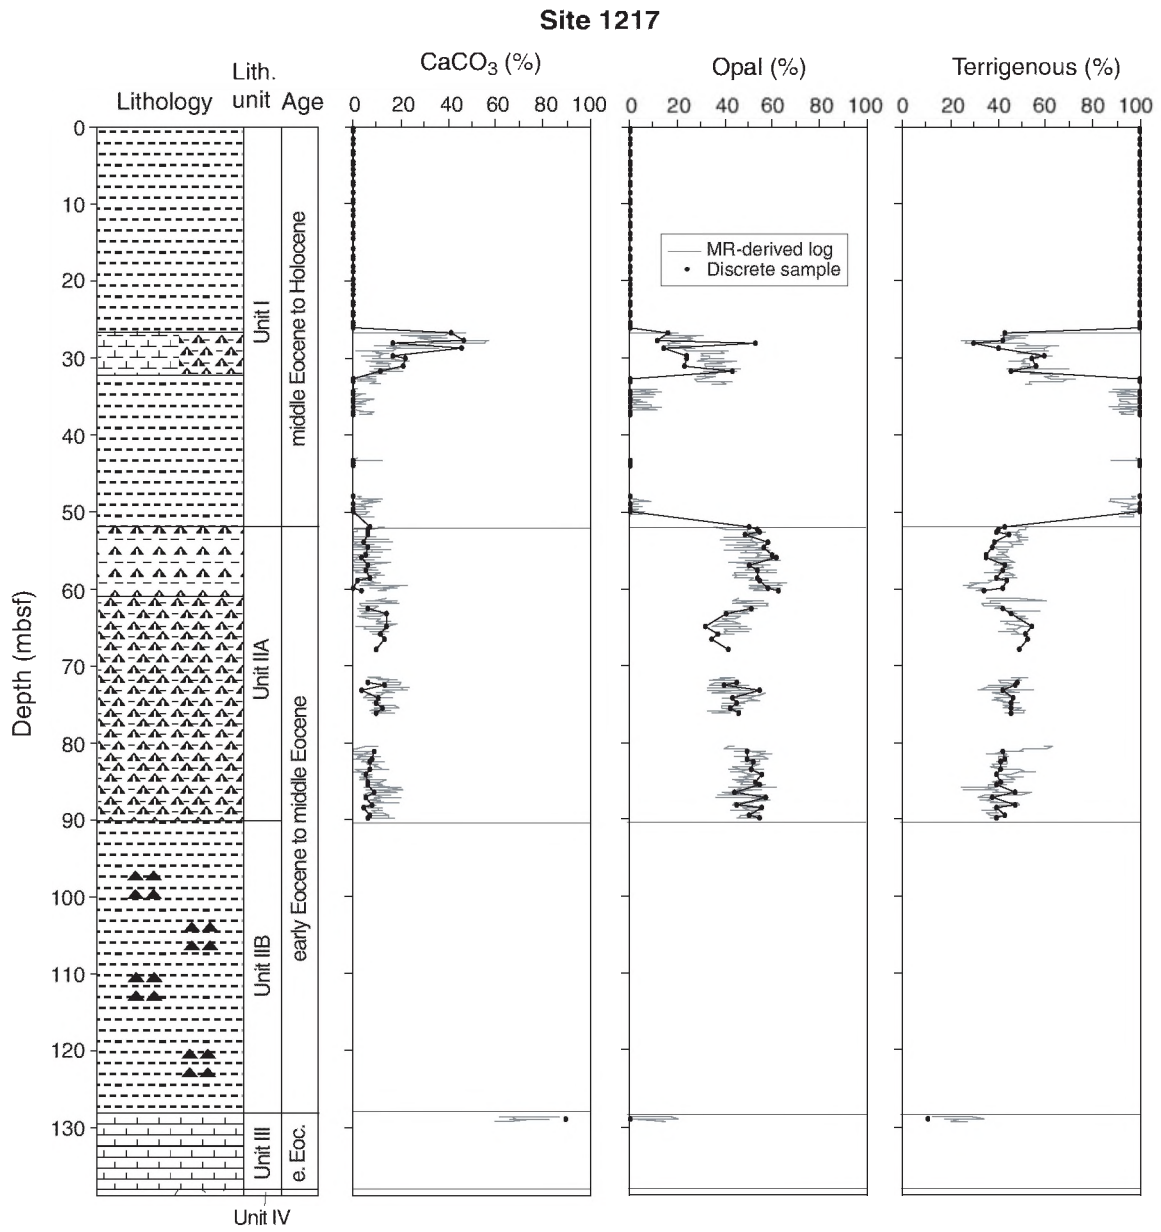 Site 1217
Lithology
Lith. unit
Age
CaCO3 (%)
Opal (%)
Terrigenous (%)
0 20 40 60 80 100
0 20 40 60 80 100
0 20 40 60 80 100
Depth (mbsf)
0
10
20
30
40
50
60
70
80
90
100
110
120
130
Unit I
middle Eocene to Holocene
Unit IIA
early Eocene to middle Eocene
Unit IIB
Unit III
e. Eoc.
Unit IV
MR-derived log
Discrete sample